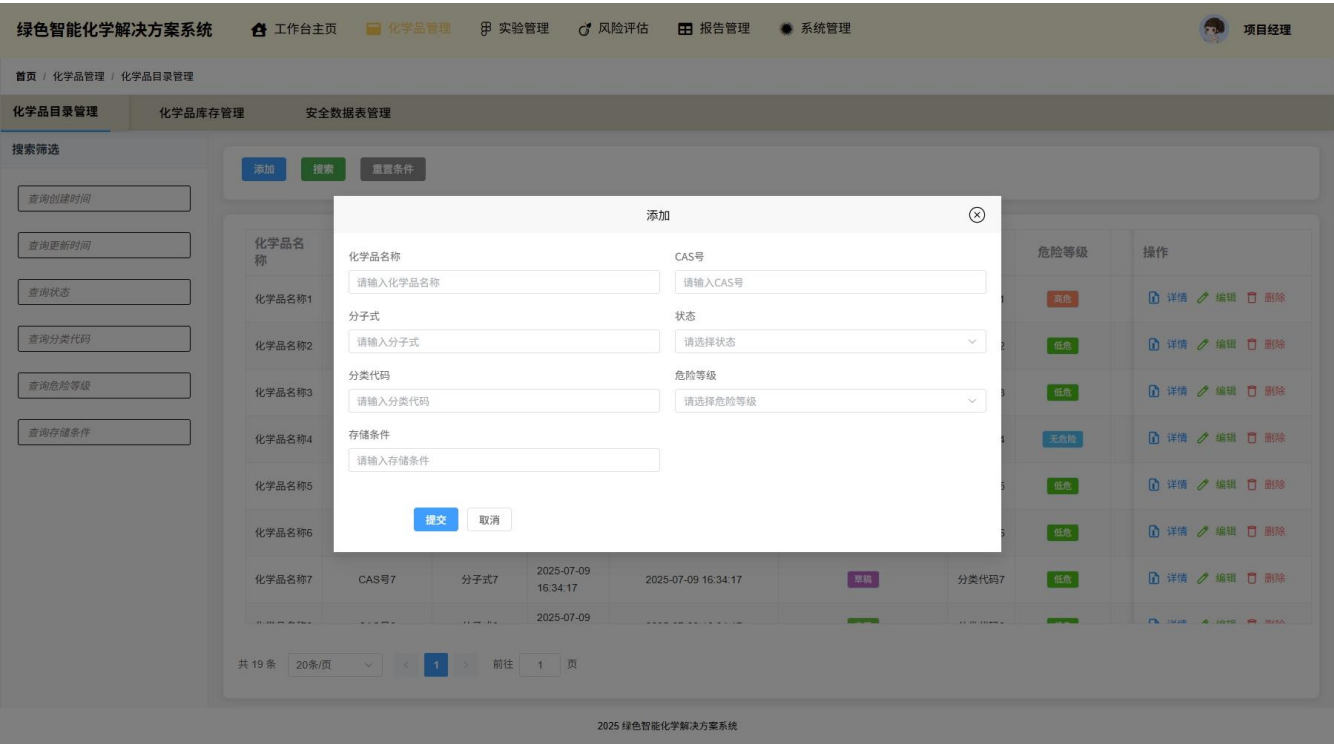 绿色智能化学解决方案系统 工作台主页 化学品管理 实验管理 风险评估 报告管理 系统管理 项目经理
首页 / 化学品管理 / 化学品目录管理
化学品目录管理 化学品库存管理 安全数据表管理
搜索筛选
添加 搜索 重置条件
查询创建时间
查询更新时间
查询状态
查询分类代码
查询危险等级
查询存储条件
添加
化学品名称 CAS号
请输入化学品名称 请输入CAS号
分子式 状态
请输入分子式 请选择状态
分类代码 危险等级
请输入分类代码 请选择危险等级
存储条件
请输入存储条件
提交 取消
化学品名称 危险等级 操作
化学品名称1 高危 详情 编辑 删除
化学品名称2 低危 详情 编辑 删除
化学品名称3 低危 详情 编辑 删除
化学品名称4 无危险 详情 编辑 删除
化学品名称5 低危 详情 编辑 删除
化学品名称6 低危 详情 编辑 删除
化学品名称7 CAS号7 分子式7 2025-07-09 16:34:17 2025-07-09 16:34:17 草稿 分类代码7 低危 详情 编辑 删除
2025-07-09
共 19 条 20条/页 1 前往 1 页
2025 绿色智能化学解决方案系统